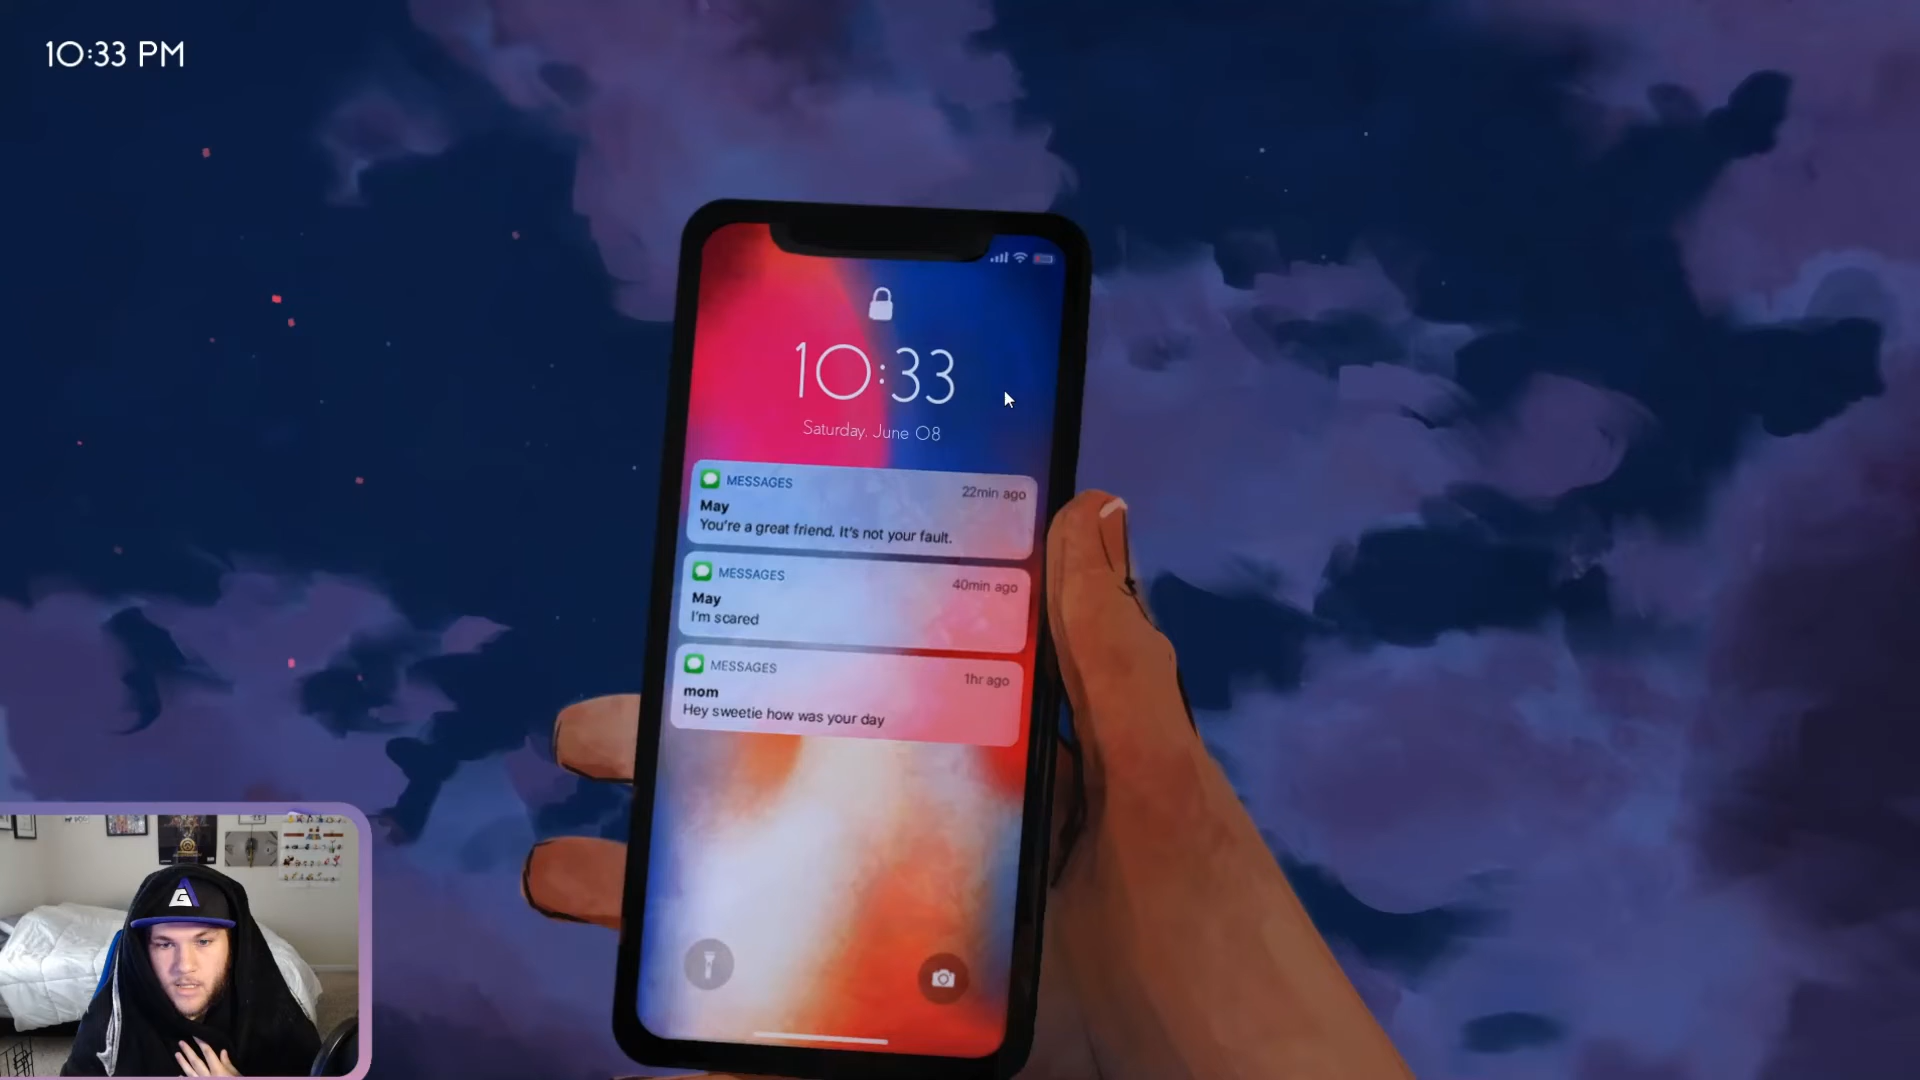 10:33 PM
10:33
Saturday, June 08
MESSAGES
22min ago
May
You're a great friend. It's not your fault.
MESSAGES
40min ago
May
I'm scared
MESSAGES
1hr ago
mom
Hey sweetie how was your day